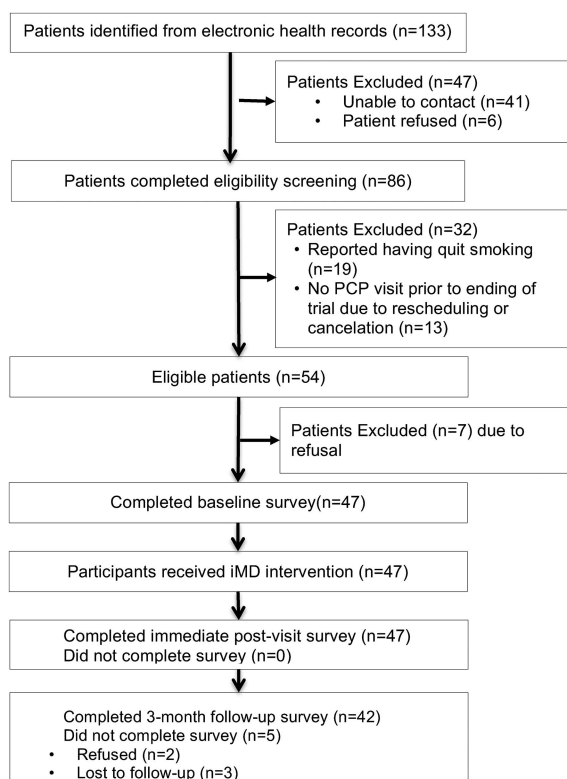 Patients identified from electronic health records (n=133)
Patients Excluded (n=47)
• Unable to contact (n=41)
• Patient refused (n=6)
Patients completed eligibility screening (n=86)
Patients Excluded (n=32)
• Reported having quit smoking
(n=19)
• No PCP visit prior to ending of
trial due to rescheduling or
cancelation (n=13)
Eligible patients (n=54)
Patients Excluded (n=7) due to
refusal
Completed baseline survey(n=47)
Participants received iMD intervention (n=47)
Completed immediate post-visit survey (n=47)
Did not complete survey (n=0)
Completed 3-month follow-up survey (n=42)
Did not complete survey (n=5)
• Refused (n=2)
• Lost to follow-up (n=3)